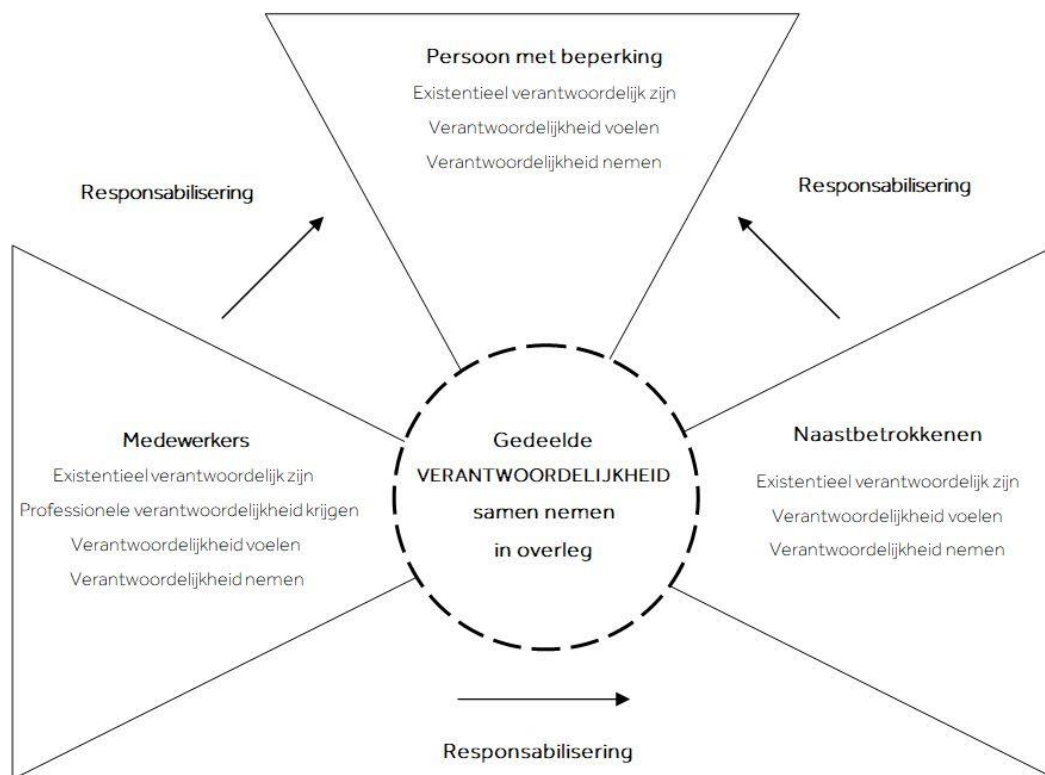 Persoon met beperking
Existentieel verantwoordelijk zijn
Verantwoordelijkheid voelen
Verantwoordelijkheid nemen
Responsabilisering
Responsabilisering
Medewerkers
Existentieel verantwoordelijk zijn
Professionele verantwoordelijkheid krijgen
Verantwoordelijkheid voelen
Verantwoordelijkheid nemen
Gedeelde
VERANTWOORDELIJKHEID
samen nemen
in overleg
Naastbetrokkenen
Existentieel verantwoordelijk zijn
Verantwoordelijkheid voelen
Verantwoordelijkheid nemen
Responsabilisering